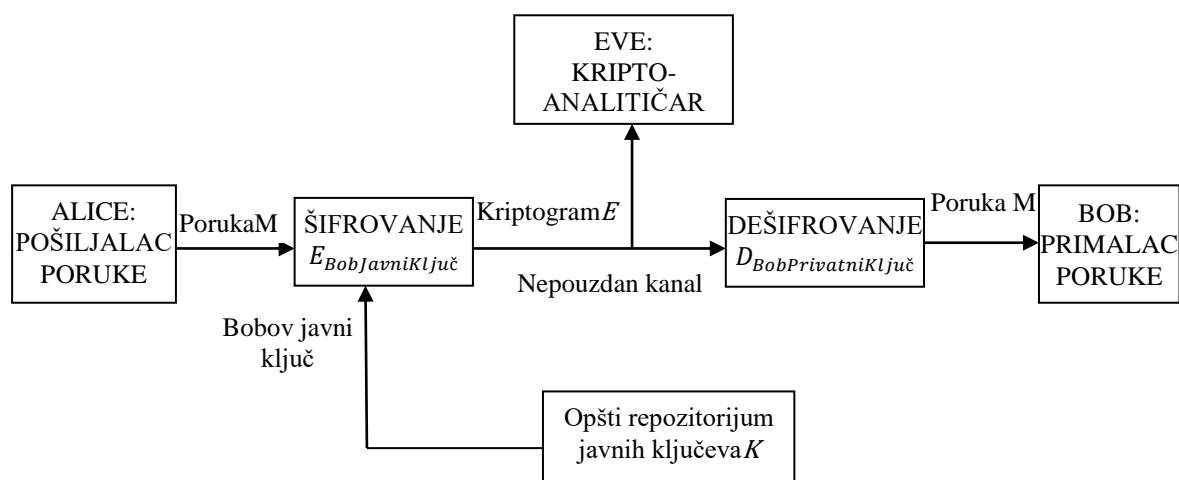 EVE:
KRIPTO-
ANALITIČAR
ALICE:
POŠILJALAC
PORUKE
PorukaM
ŠIFROVANJE
E_BobJavniKljuč
KriptogramE
Nepouzdan kanal
DEŠIFROVANJE
D_BobPrivatniKljuč
Poruka M
BOB:
PRIMALAC
PORUKE
Bobov javni
ključ
Opšti repozitorijum
javnih ključevaK